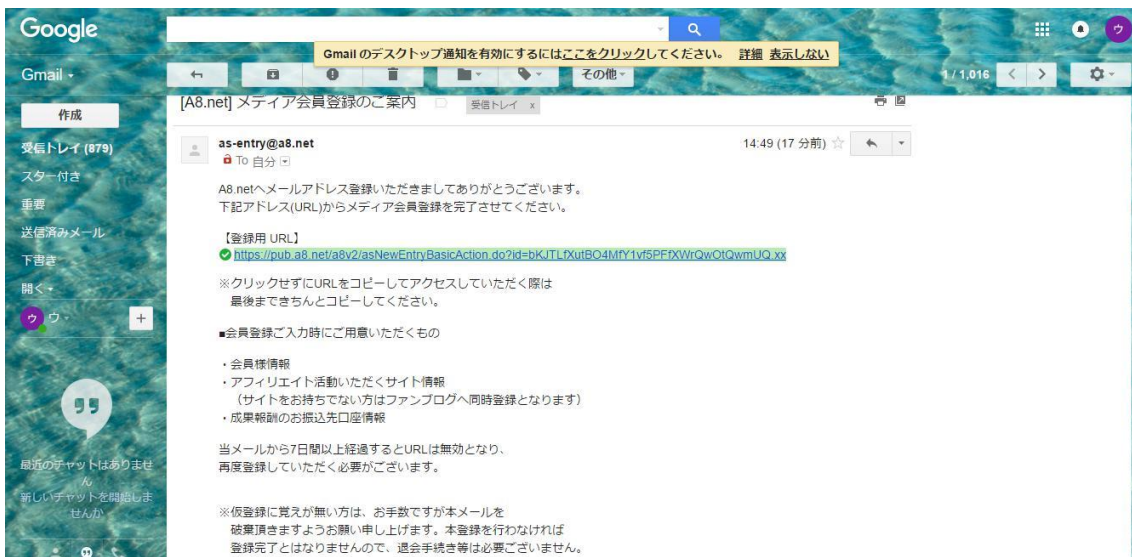 Google
Gmail のデスクトップ通知を有効にするにはここをクリックしてください。 詳細 表示しない
ウ
Gmail
その他
1 / 1,016
作成
[A8.net] メディア会員登録のご案内
受信トレイ x
受信トレイ (879)
スター付き
重要
送信済みメール
下書き
開く
ウ
ウ
+
as-entry@a8.net
14:49 (17 分前)
To 自分
A8.netへメールアドレス登録いただきましてありがとうございます。
下記アドレス(URL)からメディア会員登録を完了させてください。
【登録用 URL】
https://pub.a8.net/a8v2/asNewEntryBasicAction.do?id=bKJTLfXutBO4MfY1vf5PFfXWrQwOtQwmUQ.xx
※クリックせずにURLをコピーしてアクセスしていただく際は
最後まできちんとコピーしてください。
■会員登録ご入力時にご用意いただくもの
・会員様情報
・アフィリエイト活動いただくサイト情報
（サイトをお持ちでない方はファンブログへ同時登録となります）
・成果報酬のお振込先口座情報
当メールから7日間以上経過するとURLは無効となり、
再度登録していただく必要がございます。
※仮登録に覚えが無い方は、お手数ですが本メールを
破棄頂きますようお願い申し上げます。本登録を行わなければ
登録完了とはなりませんので、退会手続き等は必要ございません。
最近のチャットはありませ
ん
新しいチャットを開始しま
せんか